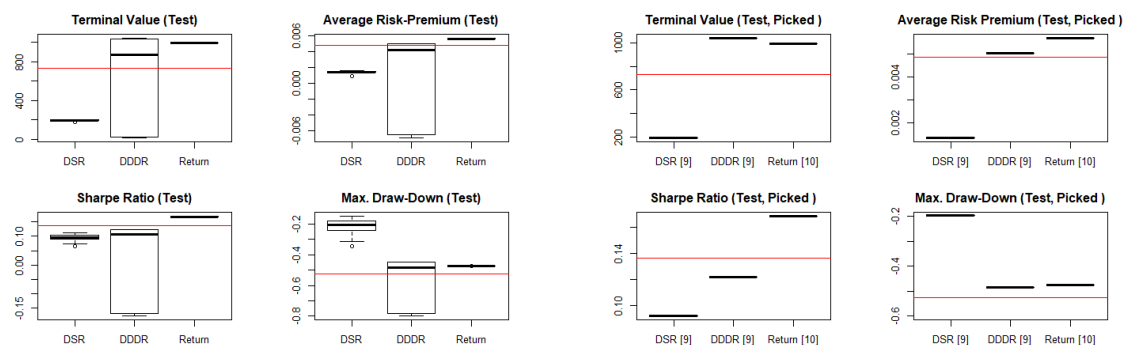 Terminal Value (Test)
0 400 800
DSR DDDR Return
Average Risk-Premium (Test)
-0.006 0.000 0.006
DSR DDDR Return
Terminal Value (Test, Picked )
200 600 1000
DSR [9] DDDR [9] Return [10]
Average Risk Premium (Test, Picked )
0.002 0.004
DSR [9] DDDR [9] Return [10]
Sharpe Ratio (Test)
-0.15 0.00 0.10
DSR DDDR Return
Max. Draw-Down (Test)
-0.8 -0.6 -0.4 -0.2
DSR DDDR Return
Sharpe Ratio (Test, Picked )
0.10 0.14
DSR [9] DDDR [9] Return [10]
Max. Draw-Down (Test, Picked )
-0.6 -0.4 -0.2
DSR [9] DDDR [9] Return [10]